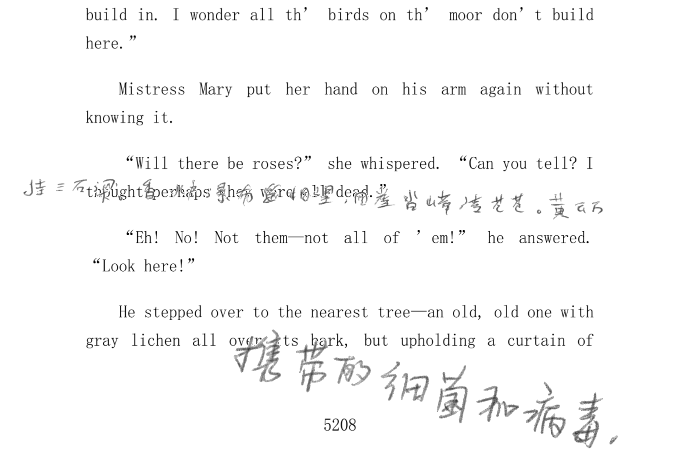 build in. I wonder all th’ birds on th’ moor don’t build
here.”
Mistress Mary put her hand on his arm again without
knowing it.
“Will there be roses?” she whispered. “Can you tell? I
thought perhaps they were all dead.”
“Eh! No! Not them—not all of ’em!” he answered.
“Look here!”
He stepped over to the nearest tree—an old, old one with
gray lichen all over its bark, but upholding a curtain of
携带的细菌和病毒.
5208